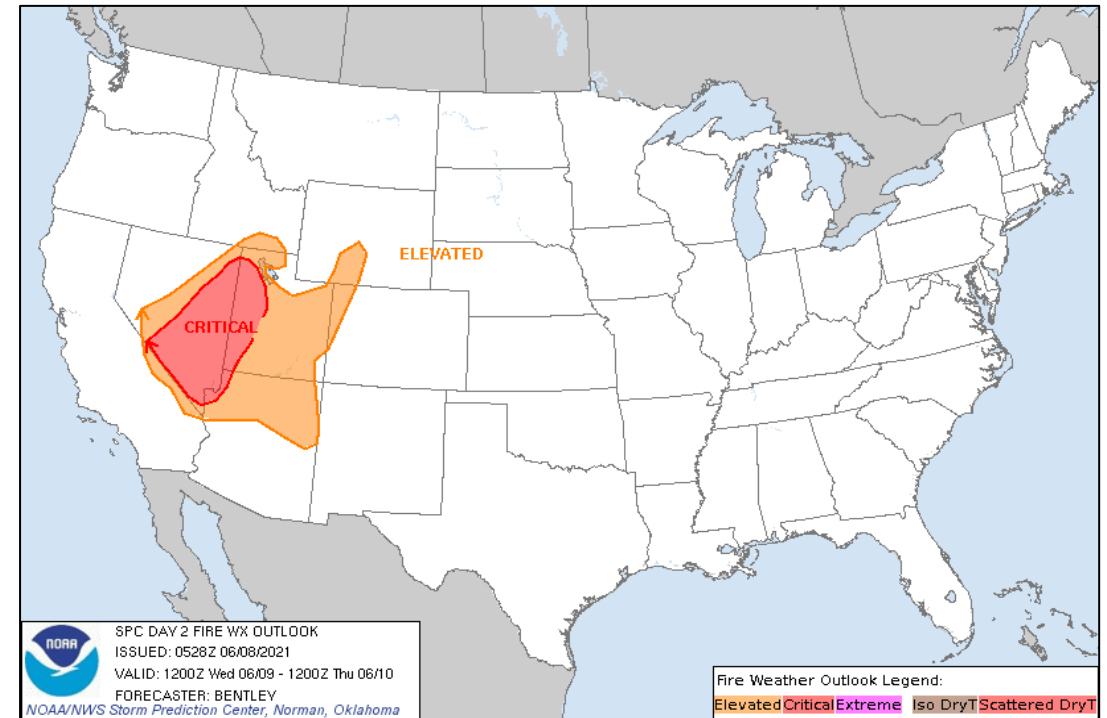 ELEVATED
CRITICAL
NOAA
SPC DAY 2 FIRE WX OUTLOOK
ISSUED: 0528Z 06/08/2021
VALID: 1200Z Wed 06/09 - 1200Z Thu 06/10
FORECASTER: BENTLEY
NOAA/NWS Storm Prediction Center, Norman, Oklahoma
Fire Weather Outlook Legend:
Elevated Critical Extreme Iso DryT Scattered DryT